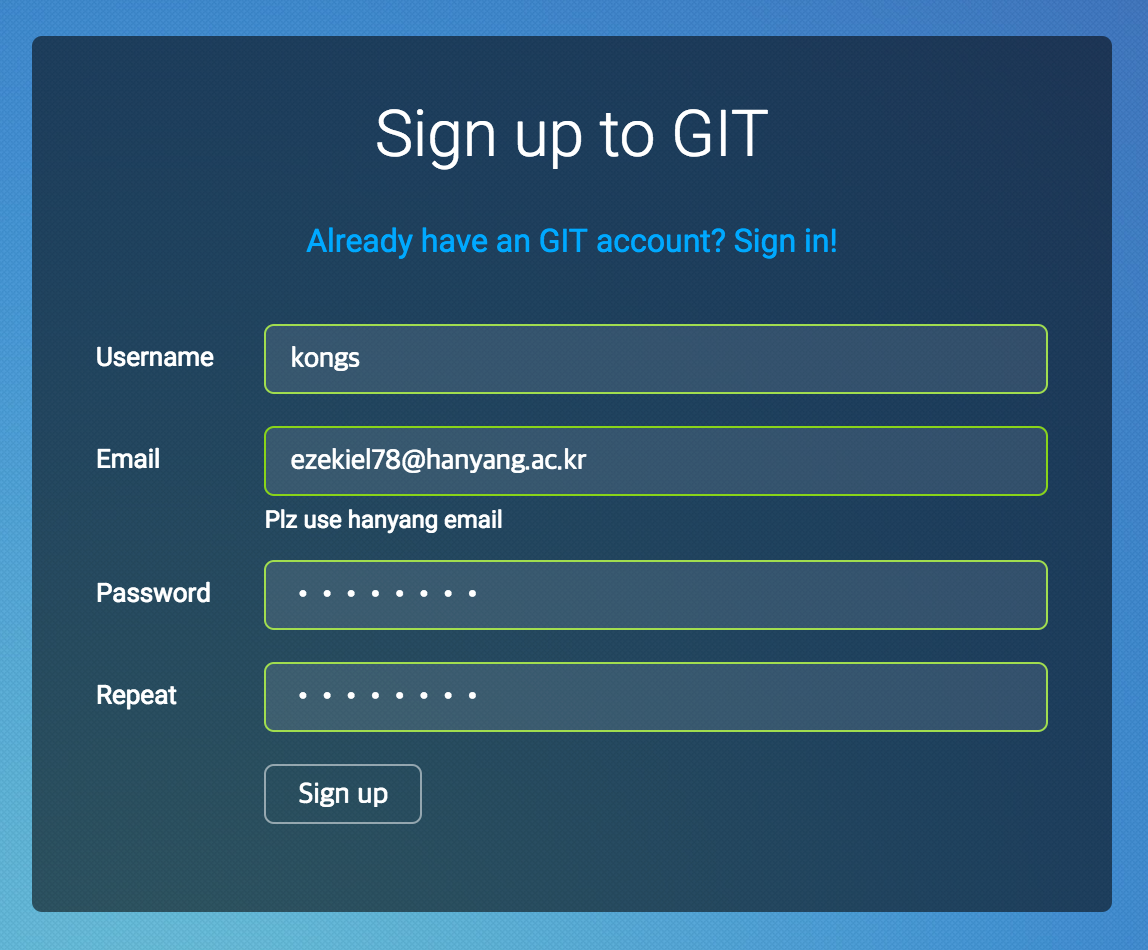 Sign up to GIT
Already have an GIT account? Sign in!
Username
kongs
Email
ezekiel78@hanyang.ac.kr
Plz use hanyang email
Password
• • • • • • • •
Repeat
• • • • • • • •
Sign up